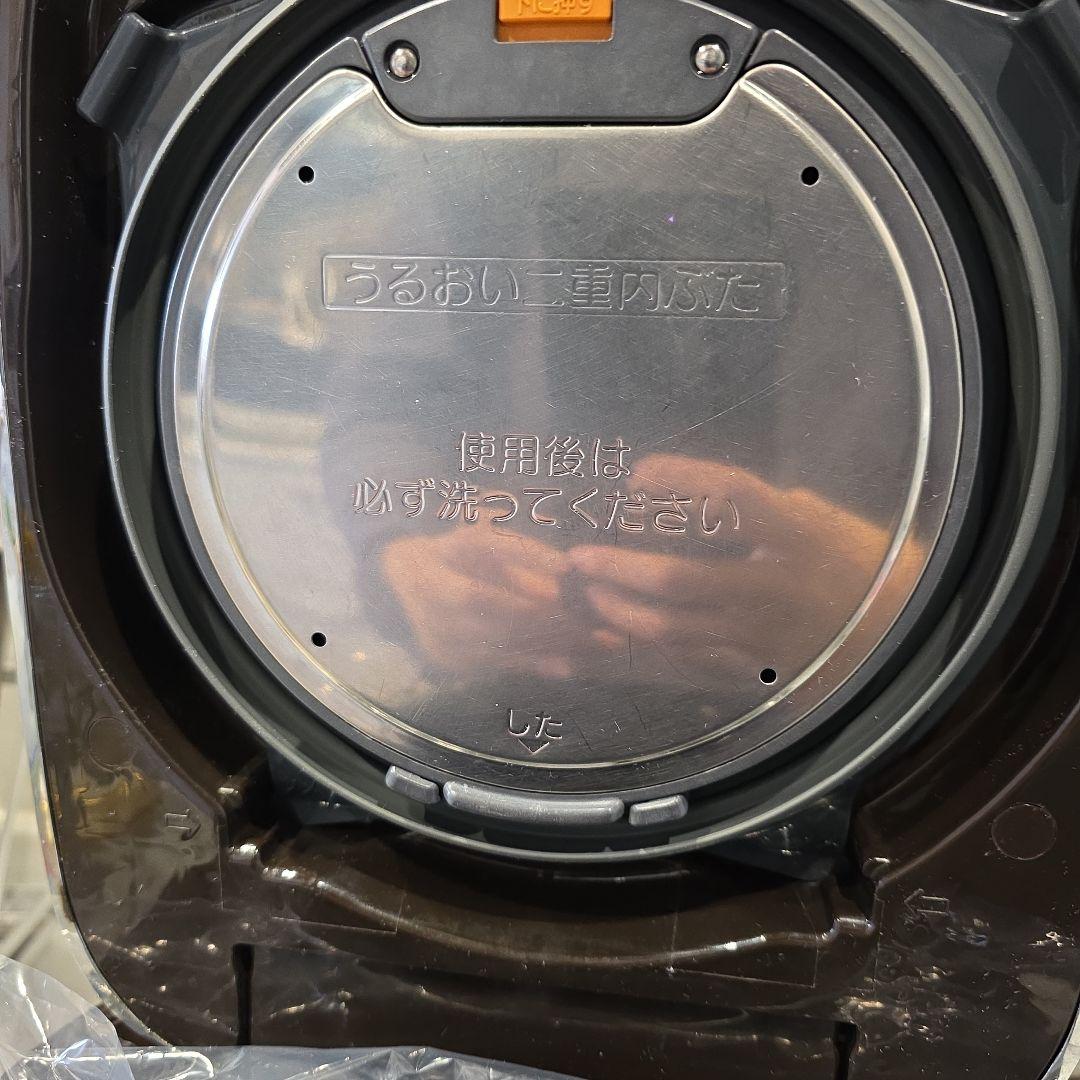 うるおい二重内ぶた
使用後は
必ず洗ってください
した